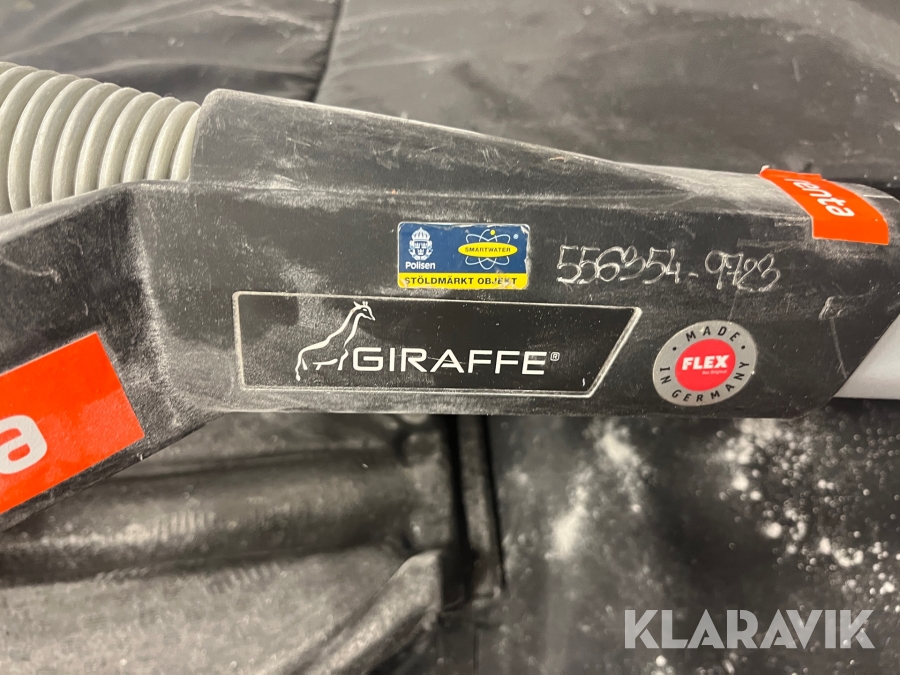 Polisen
SMARTWATER
STÖLDMÄRKT OBJEKT
556354-9723
GIRAFFE®
MADE
IN GERMANY
FLEX
a
KLARAVIK